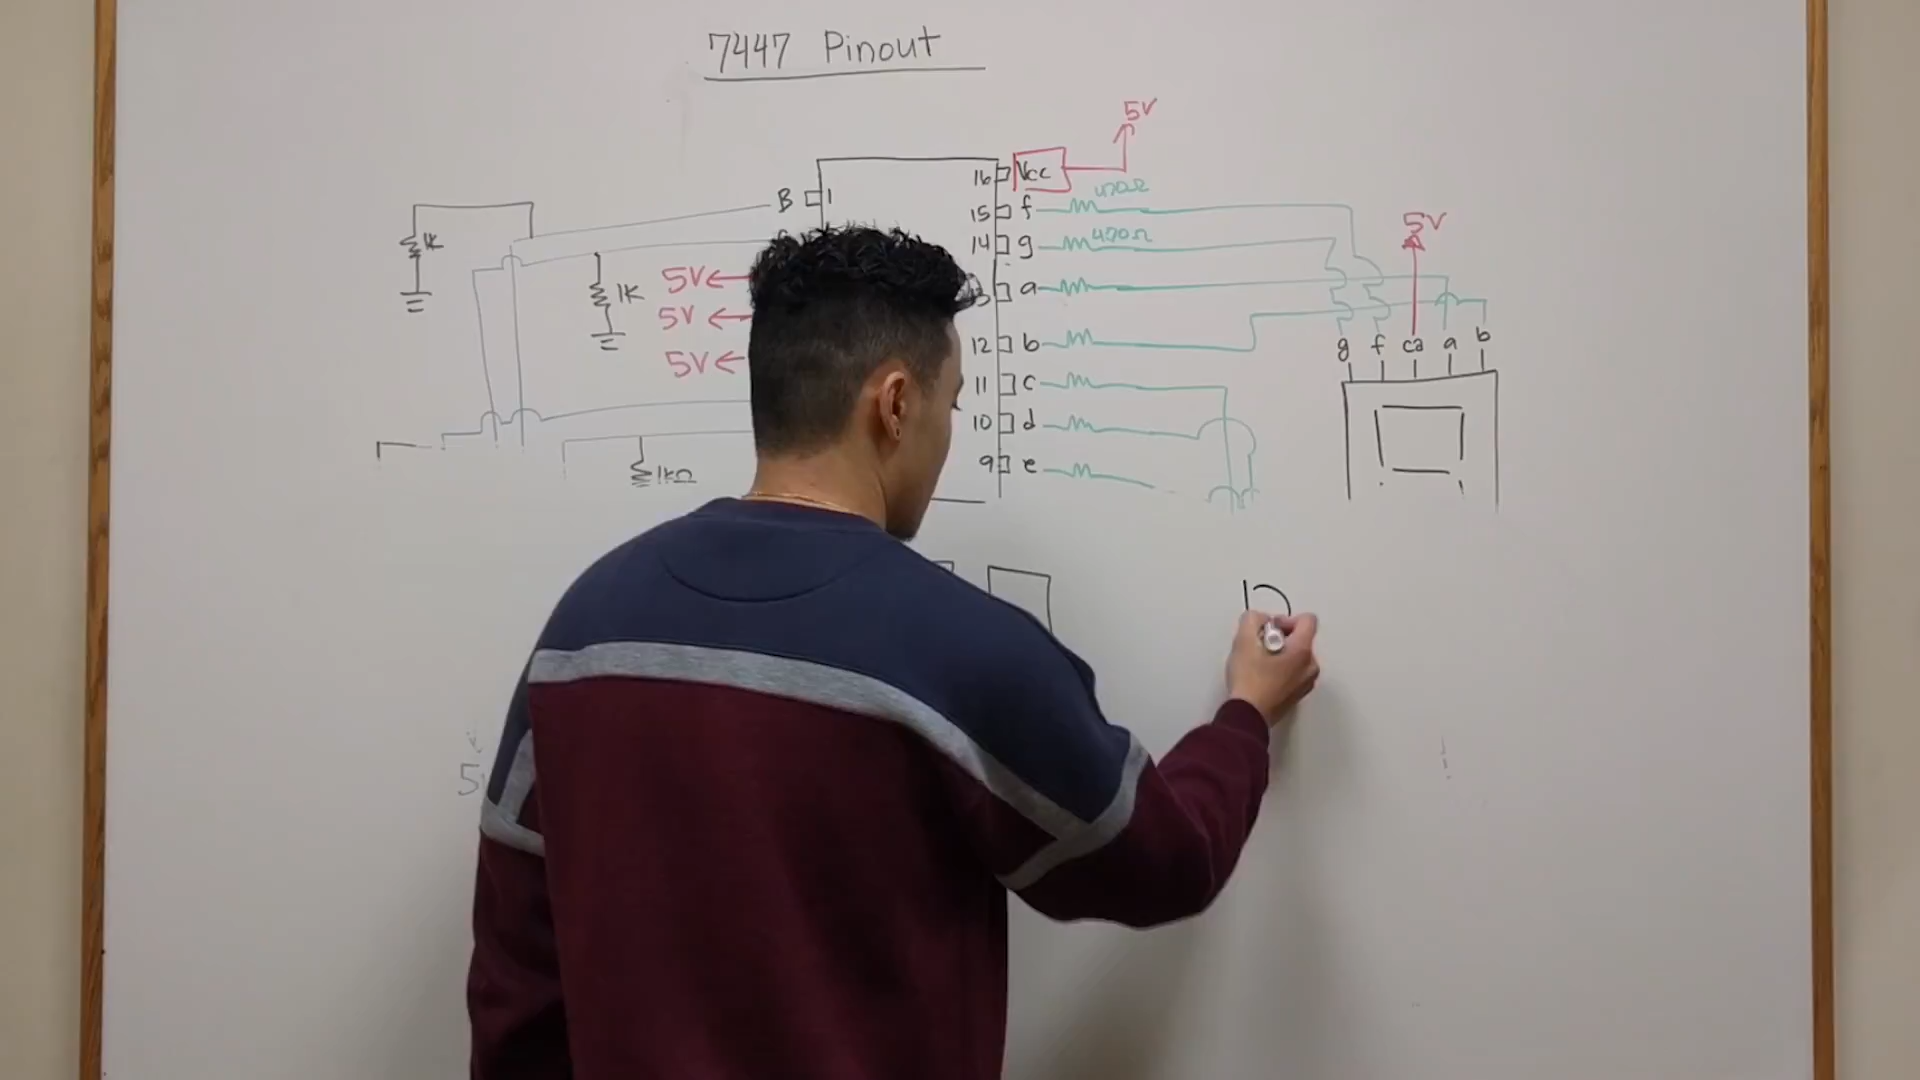 7447 Pinout
5V
16 Vcc
B 1
470Ω
15 f
5V
1K
14 g 470Ω
5V
1K
a
5V
12 b
g f ca a b
5V
11 c
10 d
9 e
1kΩ
5